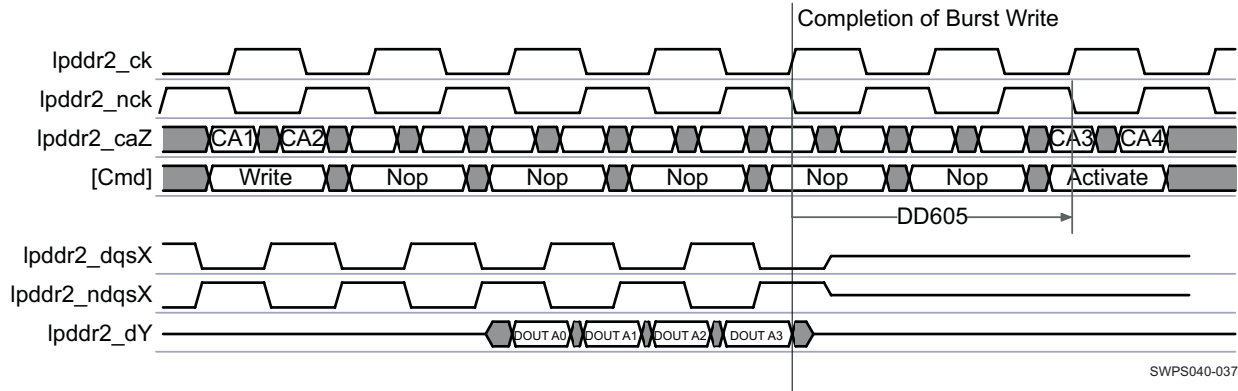 Completion of Burst Write
lpddr2_ck
lpddr2_nck
lpddr2_caZ CA1 CA2 CA3 CA4
[Cmd] Write Nop Nop Nop Nop Nop Activate
DD605
lpddr2_dqsX
lpddr2_ndqsX
lpddr2_dY DOUT A0 DOUT A1 DOUT A2 DOUT A3
SWPS040-037